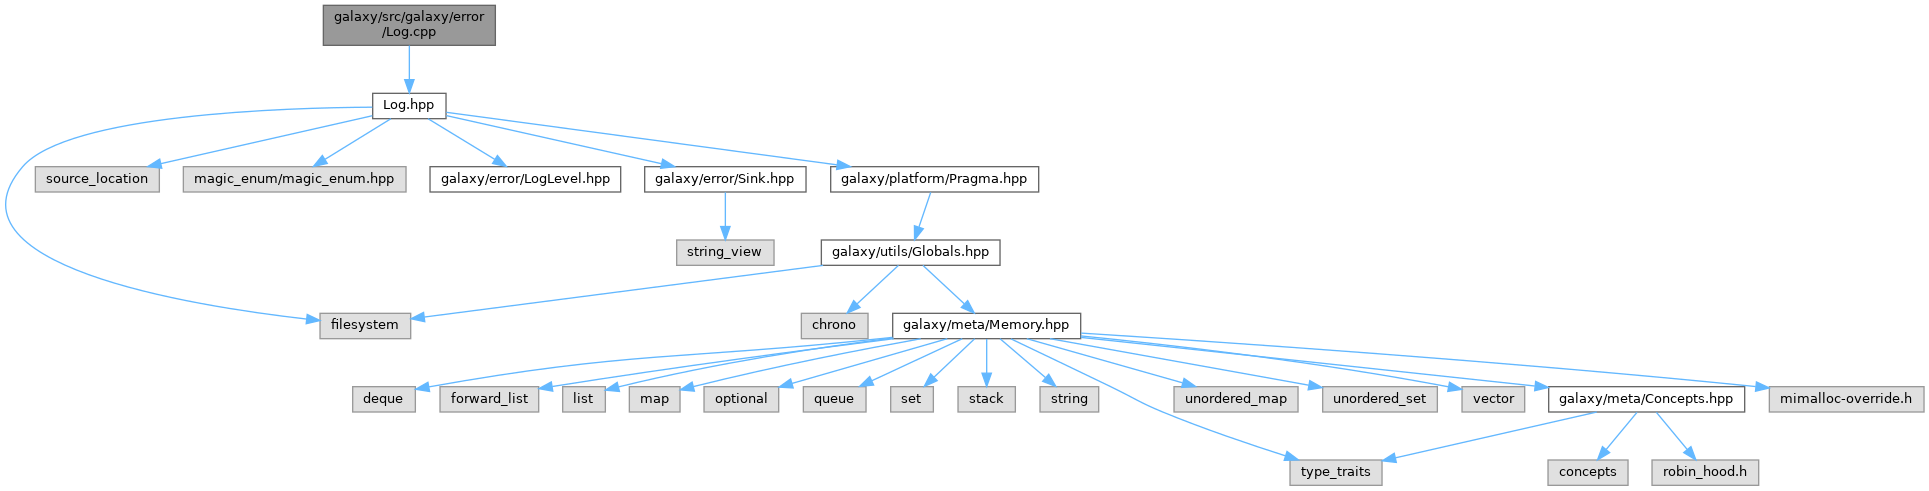 galaxy/src/galaxy/error
/Log.cpp
Log.hpp
source_location
magic_enum/magic_enum.hpp
galaxy/error/LogLevel.hpp
galaxy/error/Sink.hpp
galaxy/platform/Pragma.hpp
string_view
galaxy/utils/Globals.hpp
filesystem
chrono
galaxy/meta/Memory.hpp
deque
forward_list
list
map
optional
queue
set
stack
string
unordered_map
unordered_set
vector
galaxy/meta/Concepts.hpp
mimalloc-override.h
type_traits
concepts
robin_hood.h